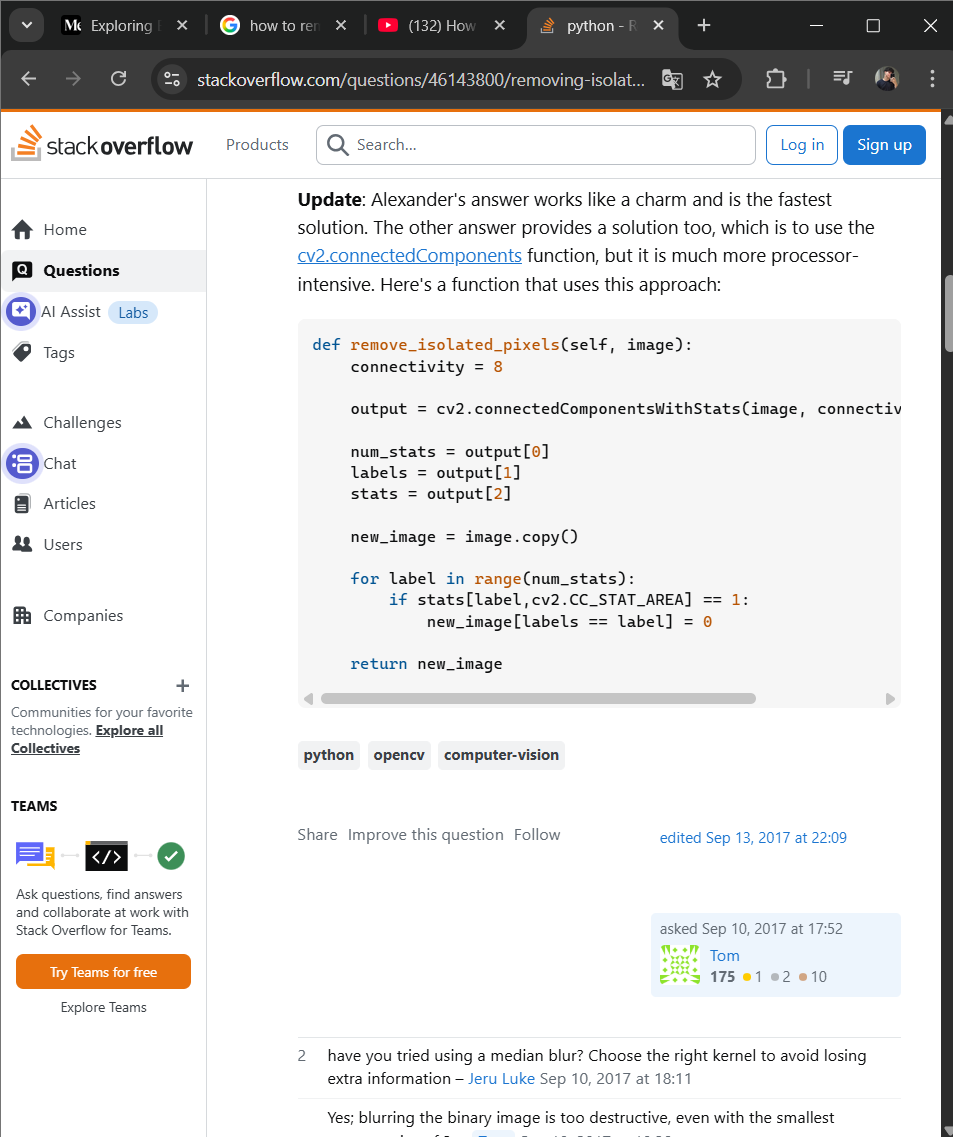 Exploring
how to ren
(132) How
python - R
stackoverflow.com/questions/46143800/removing-isolat...
stackoverflow
Products
Search...
Log in
Sign up
Home
Questions
AI Assist Labs
Tags
Challenges
Chat
Articles
Users
Companies
COLLECTIVES
Communities for your favorite
technologies. Explore all
Collectives
TEAMS
Ask questions, find answers
and collaborate at work with
Stack Overflow for Teams.
Try Teams for free
Explore Teams
Update: Alexander's answer works like a charm and is the fastest
solution. The other answer provides a solution too, which is to use the
cv2.connectedComponents function, but it is much more processor-
intensive. Here's a function that uses this approach:
def remove_isolated_pixels(self, image):
connectivity = 8
output = cv2.connectedComponentsWithStats(image, connectiv
num_stats = output[0]
labels = output[1]
stats = output[2]
new_image = image.copy()
for label in range(num_stats):
if stats[label,cv2.CC_STAT_AREA] == 1:
new_image[labels == label] = 0
return new_image
python opencv computer-vision
Share Improve this question Follow
edited Sep 13, 2017 at 22:09
asked Sep 10, 2017 at 17:52
Tom
175 1 2 10
2 have you tried using a median blur? Choose the right kernel to avoid losing
extra information – Jeru Luke Sep 10, 2017 at 18:11
Yes; blurring the binary image is too destructive, even with the smallest